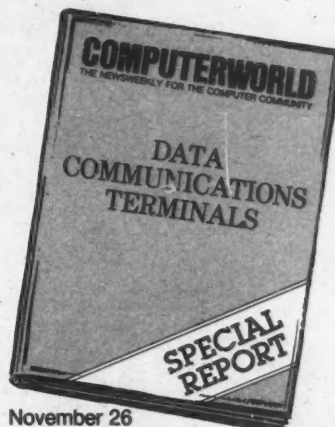 COMPUTERWORLD
THE NEWSWEEKLY FOR THE COMPUTER COMMUNITY
DATA
COMMUNICATIONS
TERMINALS
SPECIAL
REPORT
November 26